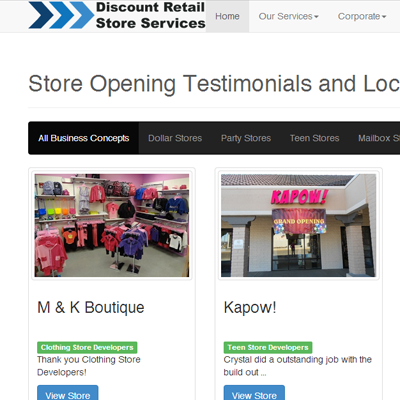 Discount Retail
Store Services
Home
Our Services
Corporate
Store Opening Testimonials and Loc
All Business Concepts
Dollar Stores
Party Stores
Teen Stores
Mailbox S
KAPOW!
GRAND OPENING
M & K Boutique
Kapow!
Clothing Store Developers
Thank you Clothing Store
Developers!
Teen Store Developers
Crystal did a outstanding job with the
build out ...
View Store
View Store